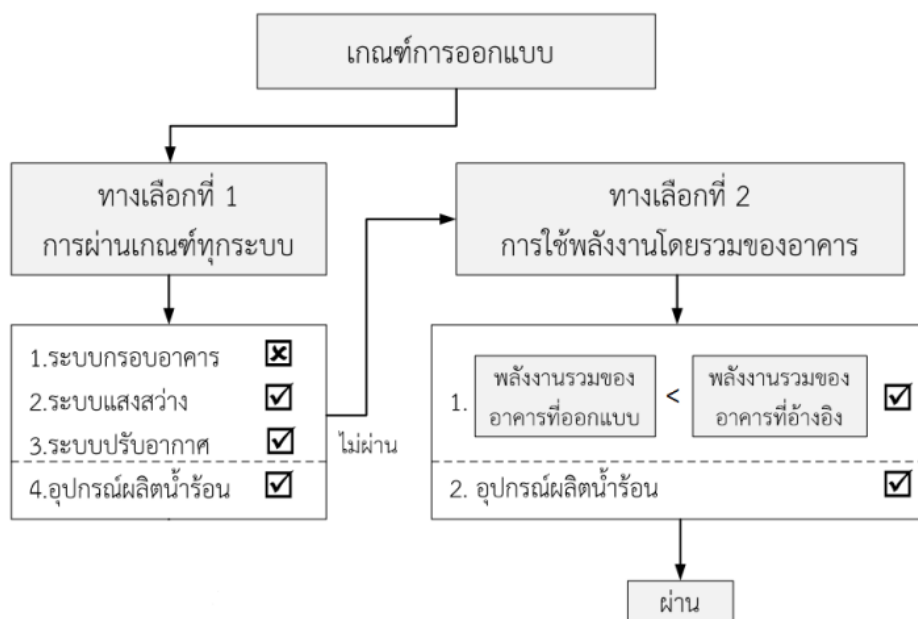 เกณฑ์การออกแบบ
ทางเลือกที่ 1
การผ่านเกณฑ์ทุกระบบ
1.ระบบกรอบอาคาร
2.ระบบแสงสว่าง
3.ระบบปรับอากาศ
4.อุปกรณ์ผลิตน้ำร้อน
ไม่ผ่าน
ทางเลือกที่ 2
การใช้พลังงานโดยรวมของอาคาร
1.
พลังงานรวมของ
อาคารที่ออกแบบ
<
พลังงานรวมของ
อาคารที่อ้างอิง
2. อุปกรณ์ผลิตน้ำร้อน
ผ่าน